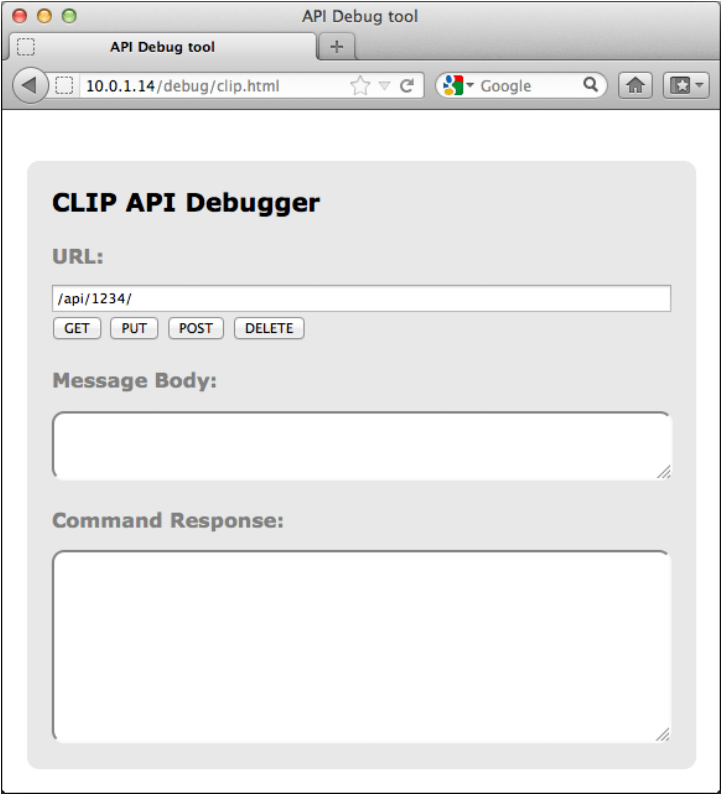 API Debug tool
API Debug tool
10.0.1.14/debug/clip.html Google
CLIP API Debugger
URL:
/api/1234/
GET PUT POST DELETE
Message Body:
Command Response: